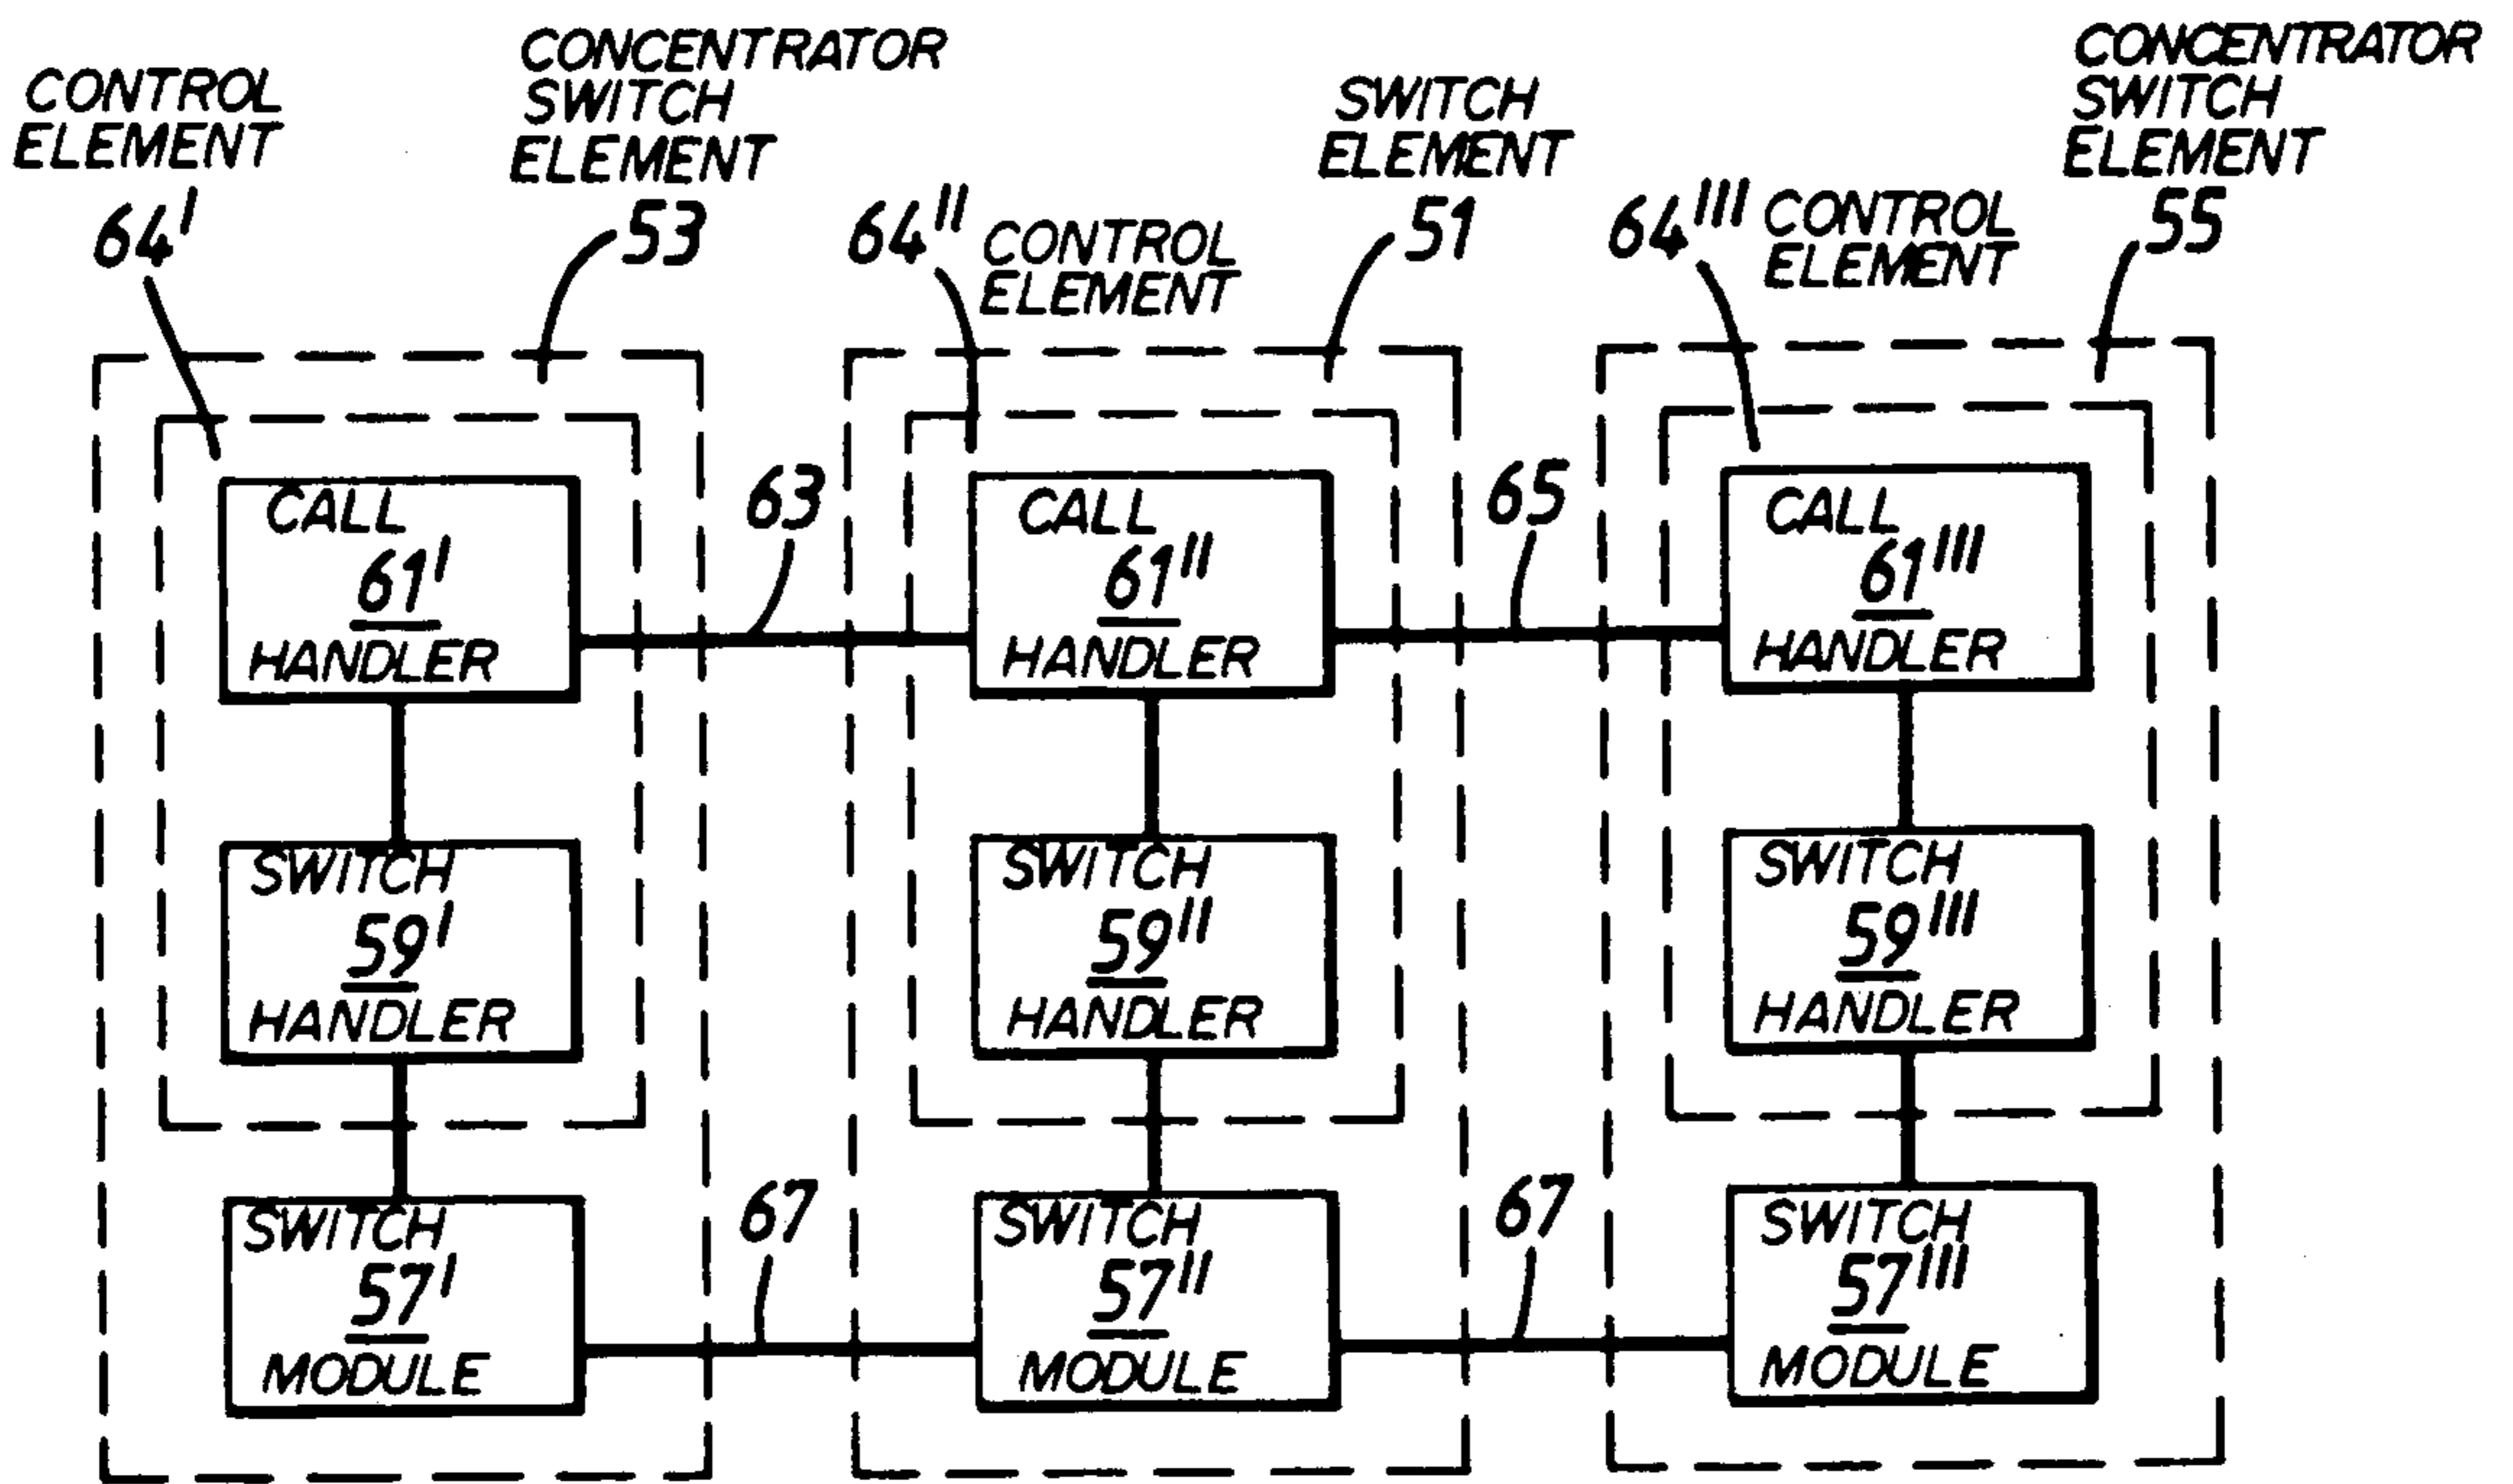 CONTROL
ELEMENT
64'
CONCENTRATOR
SWITCH
ELEMENT
53
64''
CONTROL
ELEMENT
SWITCH
ELEMENT
51
64'''
CONTROL
ELEMENT
CONCENTRATOR
SWITCH
ELEMENT
55
CALL
61'
HANDLER
63
CALL
61''
HANDLER
65
CALL
61'''
HANDLER
SWITCH
59'
HANDLER
SWITCH
59''
HANDLER
SWITCH
59'''
HANDLER
SWITCH
57'
MODULE
67
SWITCH
57''
MODULE
67
SWITCH
57'''
MODULE